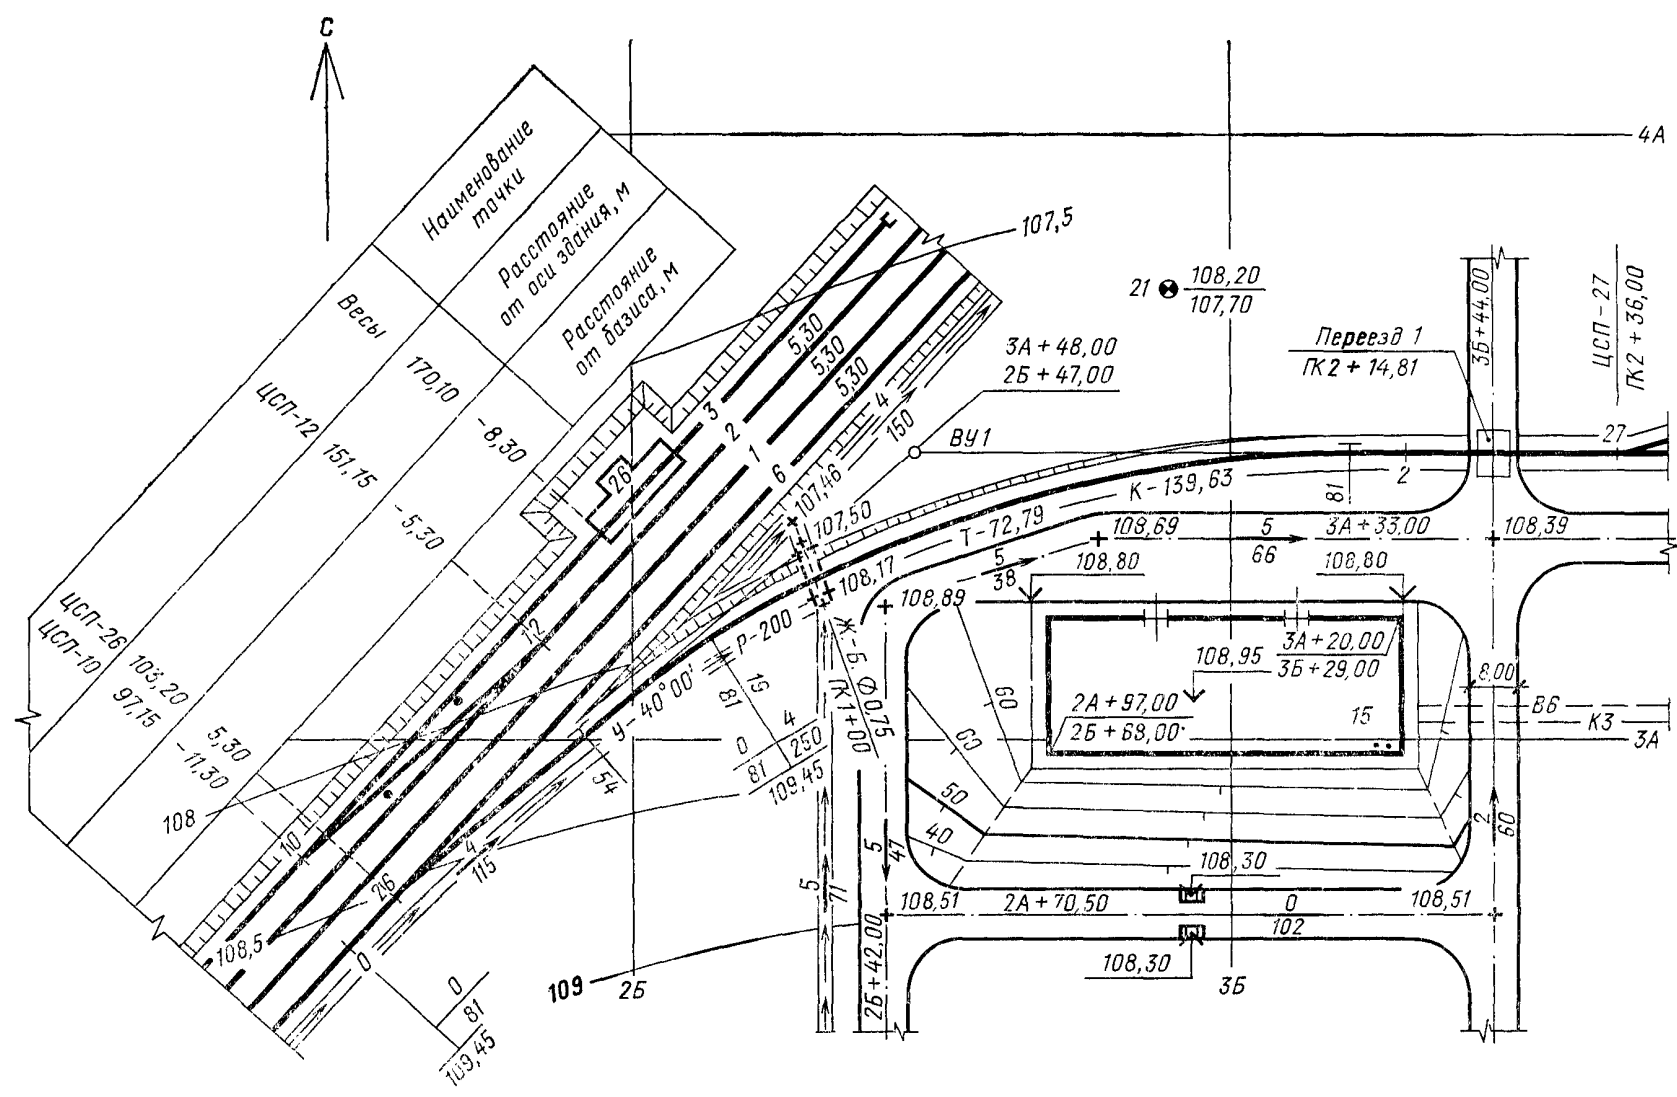 С
4А
Наименование
точки
Расстояние
от оси здания, м
Расстояние
от базиса, м
Весы
170,10
-8,30
ЦСП-12
151,75
-5,30
ЦСП-26
103,20
5,30
ЦСП-10
97,15
-11,30
107,5
21
108,20
107,70
3А + 48,00
2Б + 47,00
Переезд 1
ПК2 + 14,81
3Б + 44,00
ЦСП-27
ПК2 + 36,00
5,30
5,30
5,30
3
2
1
6
4
150
ВУ1
27
26
107,46
107,50
К-139,63
81
2
Т-72,79
108,69
5
66
3А + 33,00
108,39
108,17
5
38
108,80
108,80
108,89
12
Р-200
Ж-Б. Ø0,75
ПК1+00
У-40°00'
19
81
0
81
4
250
109,45
54
60
60
50
40
108,95
3А + 20,00
3Б + 29,00
2А + 97,00
2Б + 68,00
15
8,00
В6
К3
3А
108
10
26
4
115
5
71
5
47
2
60
108,30
108,51
2А + 70,50
0
102
108,51
108,30
108,5
0
0
81
109,45
109
2Б
2Б + 42,00
3Б